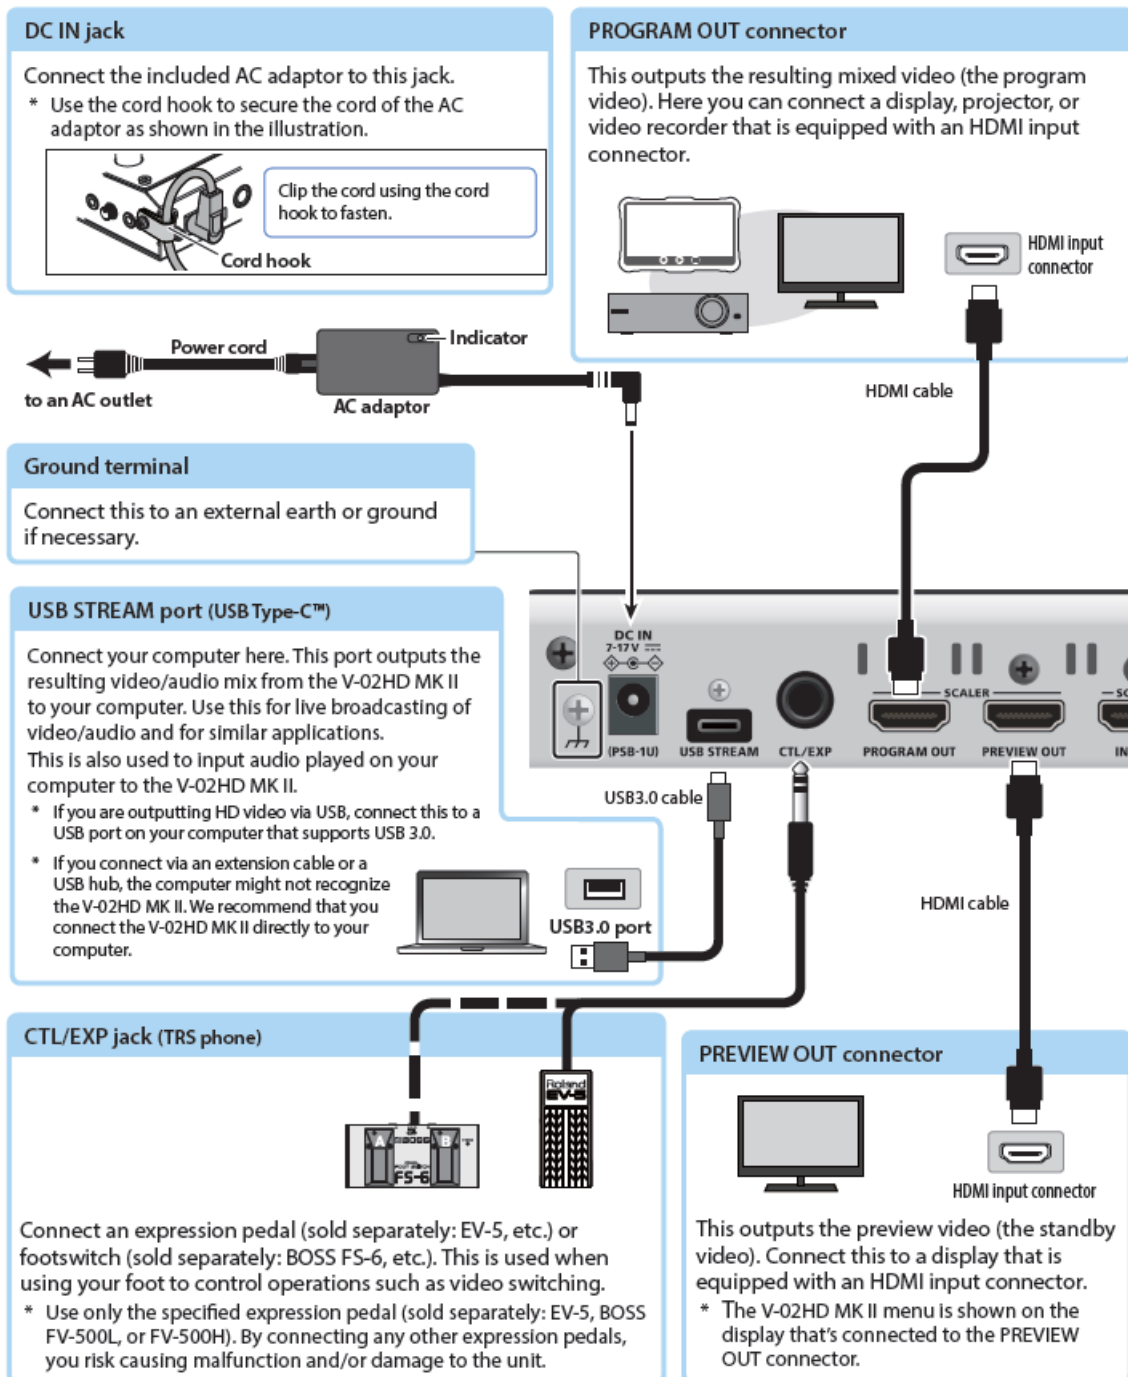 DC IN jack
Connect the included AC adaptor to this jack.
* Use the cord hook to secure the cord of the AC
adaptor as shown in the illustration.
Clip the cord using the cord
hook to fasten.
Cord hook
PROGRAM OUT connector
This outputs the resulting mixed video (the program
video). Here you can connect a display, projector, or
video recorder that is equipped with an HDMI input
connector.
HDMI input
connector
HDMI cable
Power cord
Indicator
to an AC outlet
AC adaptor
Ground terminal
Connect this to an external earth or ground
if necessary.
USB STREAM port (USB Type-C™)
Connect your computer here. This port outputs the
resulting video/audio mix from the V-02HD MK II
to your computer. Use this for live broadcasting of
video/audio and for similar applications.
This is also used to input audio played on your
computer to the V-02HD MK II.
* If you are outputting HD video via USB, connect this to a
USB port on your computer that supports USB 3.0.
* If you connect via an extension cable or a
USB hub, the computer might not recognize
the V-02HD MK II. We recommend that you
connect the V-02HD MK II directly to your
computer.
USB3.0 port
USB3.0 cable
DC IN
7-17 V
(PSB-1U)
USB STREAM
CTL/EXP
SCALER
PROGRAM OUT
PREVIEW OUT
SC
IN
HDMI cable
CTL/EXP jack (TRS phone)
Roland
EV-5
A
BOSS
B
FS-6
Connect an expression pedal (sold separately: EV-5, etc.) or
footswitch (sold separately: BOSS FS-6, etc.). This is used when
using your foot to control operations such as video switching.
* Use only the specified expression pedal (sold separately: EV-5, BOSS
FV-500L, or FV-500H). By connecting any other expression pedals,
you risk causing malfunction and/or damage to the unit.
PREVIEW OUT connector
HDMI input connector
This outputs the preview video (the standby
video). Connect this to a display that is
equipped with an HDMI input connector.
* The V-02HD MK II menu is shown on the
display that's connected to the PREVIEW
OUT connector.